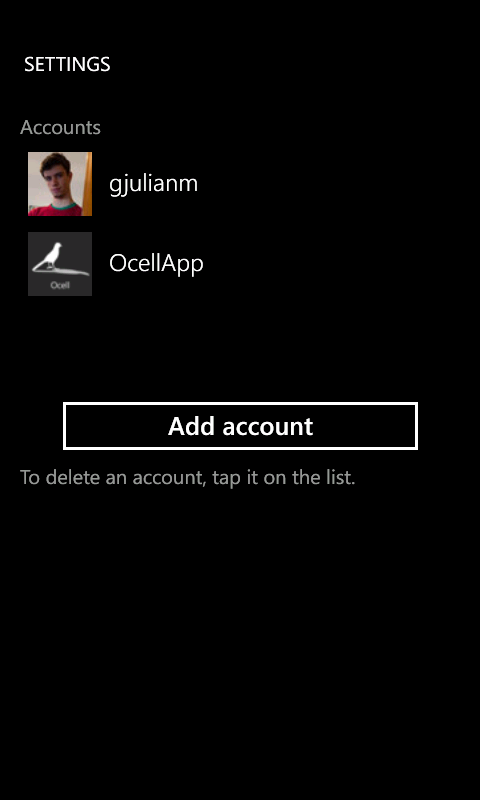 SETTINGS
Accounts
gjulianm
Ocell
OcellApp
Add account
To delete an account, tap it on the list.